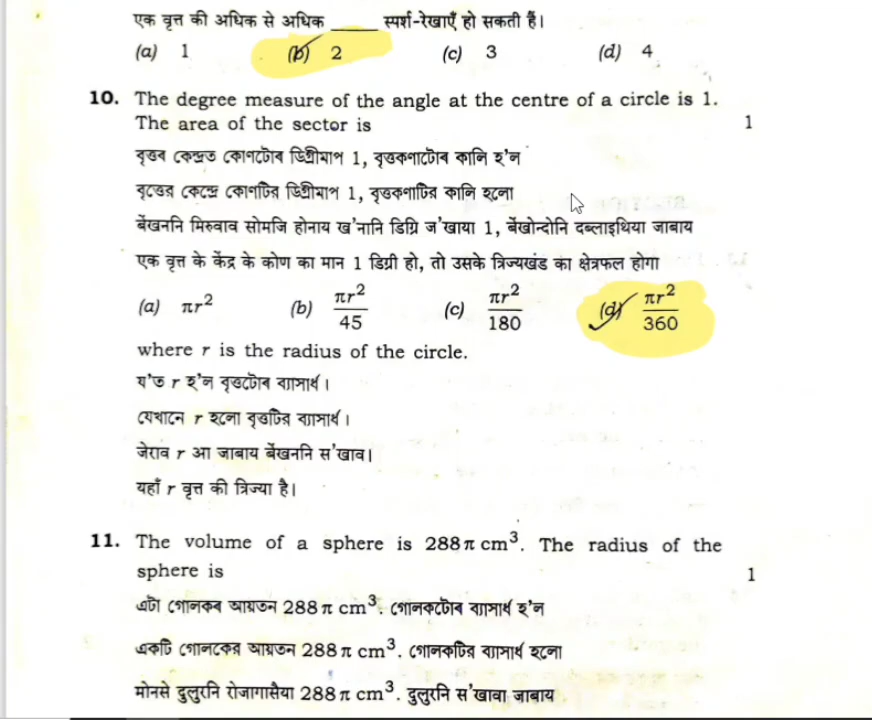 एक वृत्त की अधिक से अधिक ______ स्पर्श-रेखाएँ हो सकती हैं।
(a) 1 (b) 2 (c) 3 (d) 4
10. The degree measure of the angle at the centre of a circle is 1.
The area of the sector is 1
বৃত্তৰ কেন্দ্ৰত কোণটোৰ ডিগ্ৰীমাপ 1, বৃত্তকলাটোৰ কালি হ'ল
বৃত্তের কেন্দ্রে কোণটির ডিগ্রীমাপ 1, বৃত্তকলাটির কালি হলো
बेंखननि मिरुवाव सोमजि होनाय ख'नानि डिग्रि ज'खाया 1, बेंखोन्दोनि दब्लाइथिया जाबाय
एक वृत्त के केंद्र के कोण का मान 1 डिग्री हो, तो उसके त्रिज्यखंड का क्षेत्रफल होगा
(a) πr² (b) πr²/45 (c) πr²/180 (d) πr²/360
where r is the radius of the circle.
য'ত r হ'ল বৃত্তটোৰ ব্যাসাৰ্ধ।
যেখানে r হলো বৃত্তটির ব্যাসার্ধ।
जेराव r आ जाबाय बेंखननि स'खाव।
यहाँ r वृत्त की त्रिज्या है।
11. The volume of a sphere is 288π cm³. The radius of the
sphere is 1
এটা গোলকৰ আয়তন 288π cm³. গোলকটোৰ ব্যাসাৰ্ধ হ'ল
একটি গোলকের আয়তন 288π cm³. গোলকটির ব্যাসার্ধ হলো
मोनसे दुलुरनि रोजागासैया 288π cm³. दुलुरनि स'खावा जाबाय